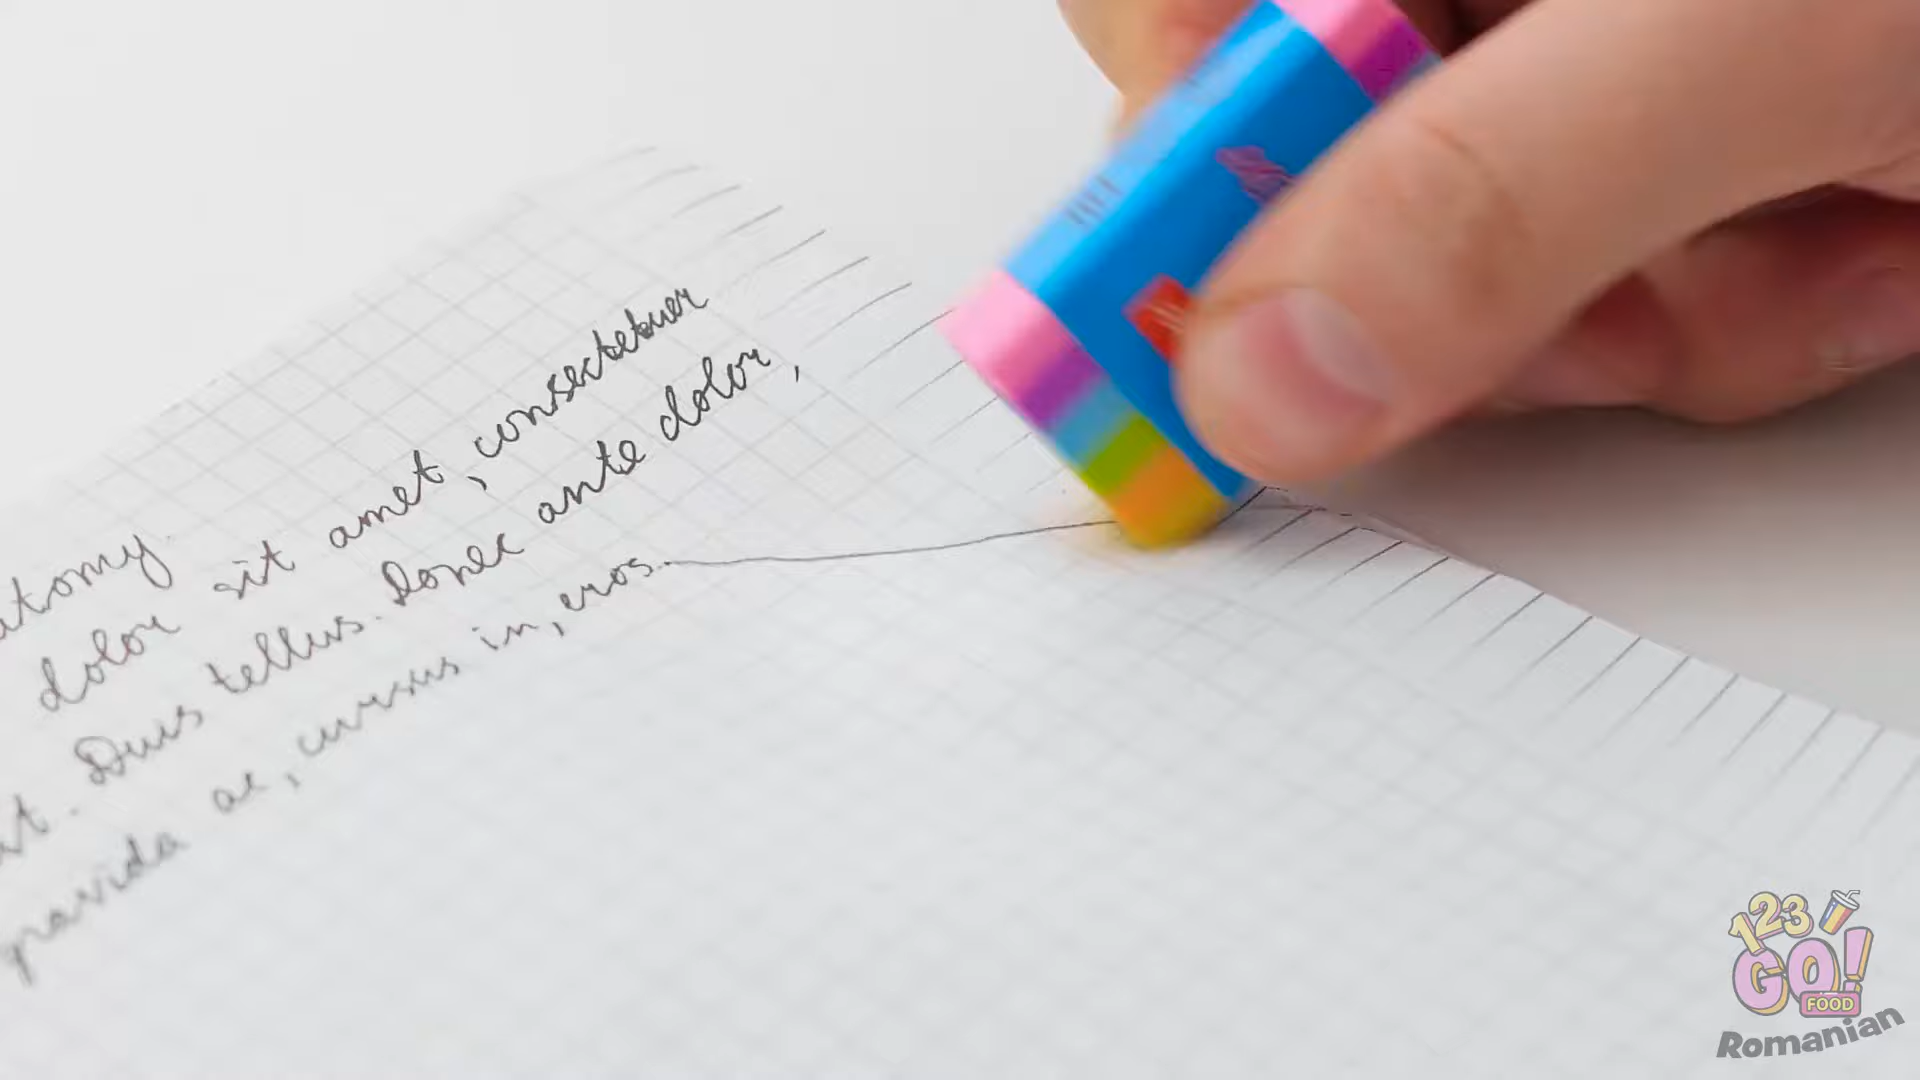 atomy.
dolor sit amet, consectetuer
at. Duis tellus. Donec ante dolor,
gravida ac, cursus in, eros.
123
GO!
FOOD
Romanian